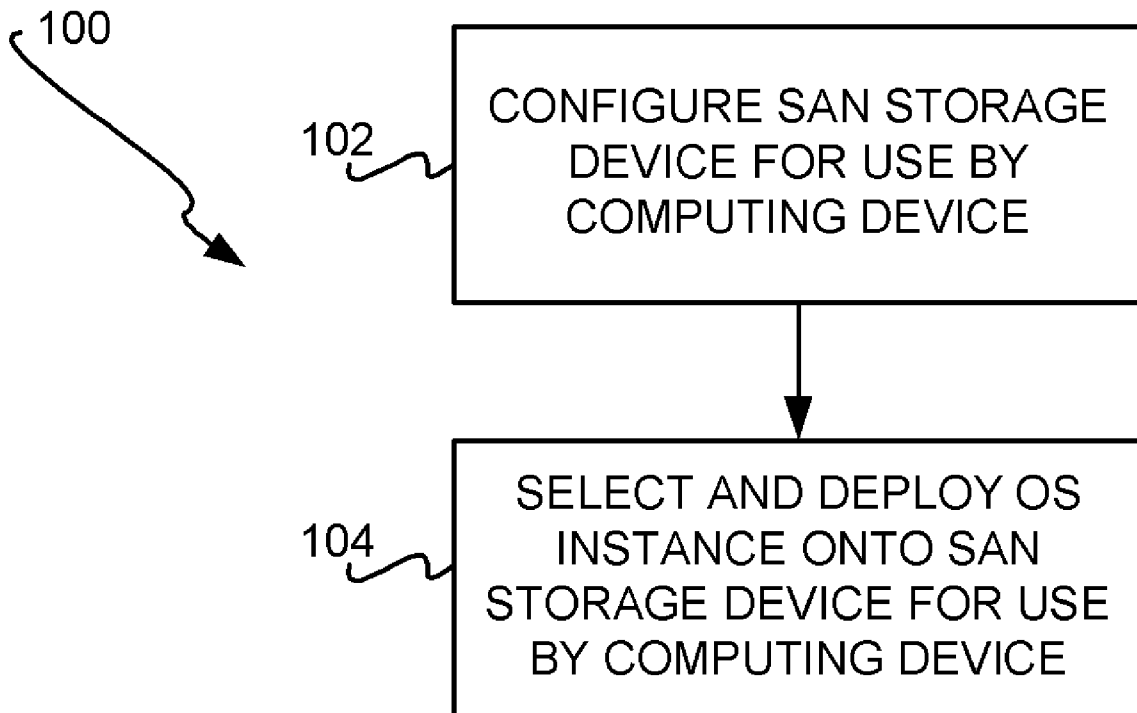 100
102
CONFIGURE SAN STORAGE
DEVICE FOR USE BY
COMPUTING DEVICE
104
SELECT AND DEPLOY OS
INSTANCE ONTO SAN
STORAGE DEVICE FOR USE
BY COMPUTING DEVICE